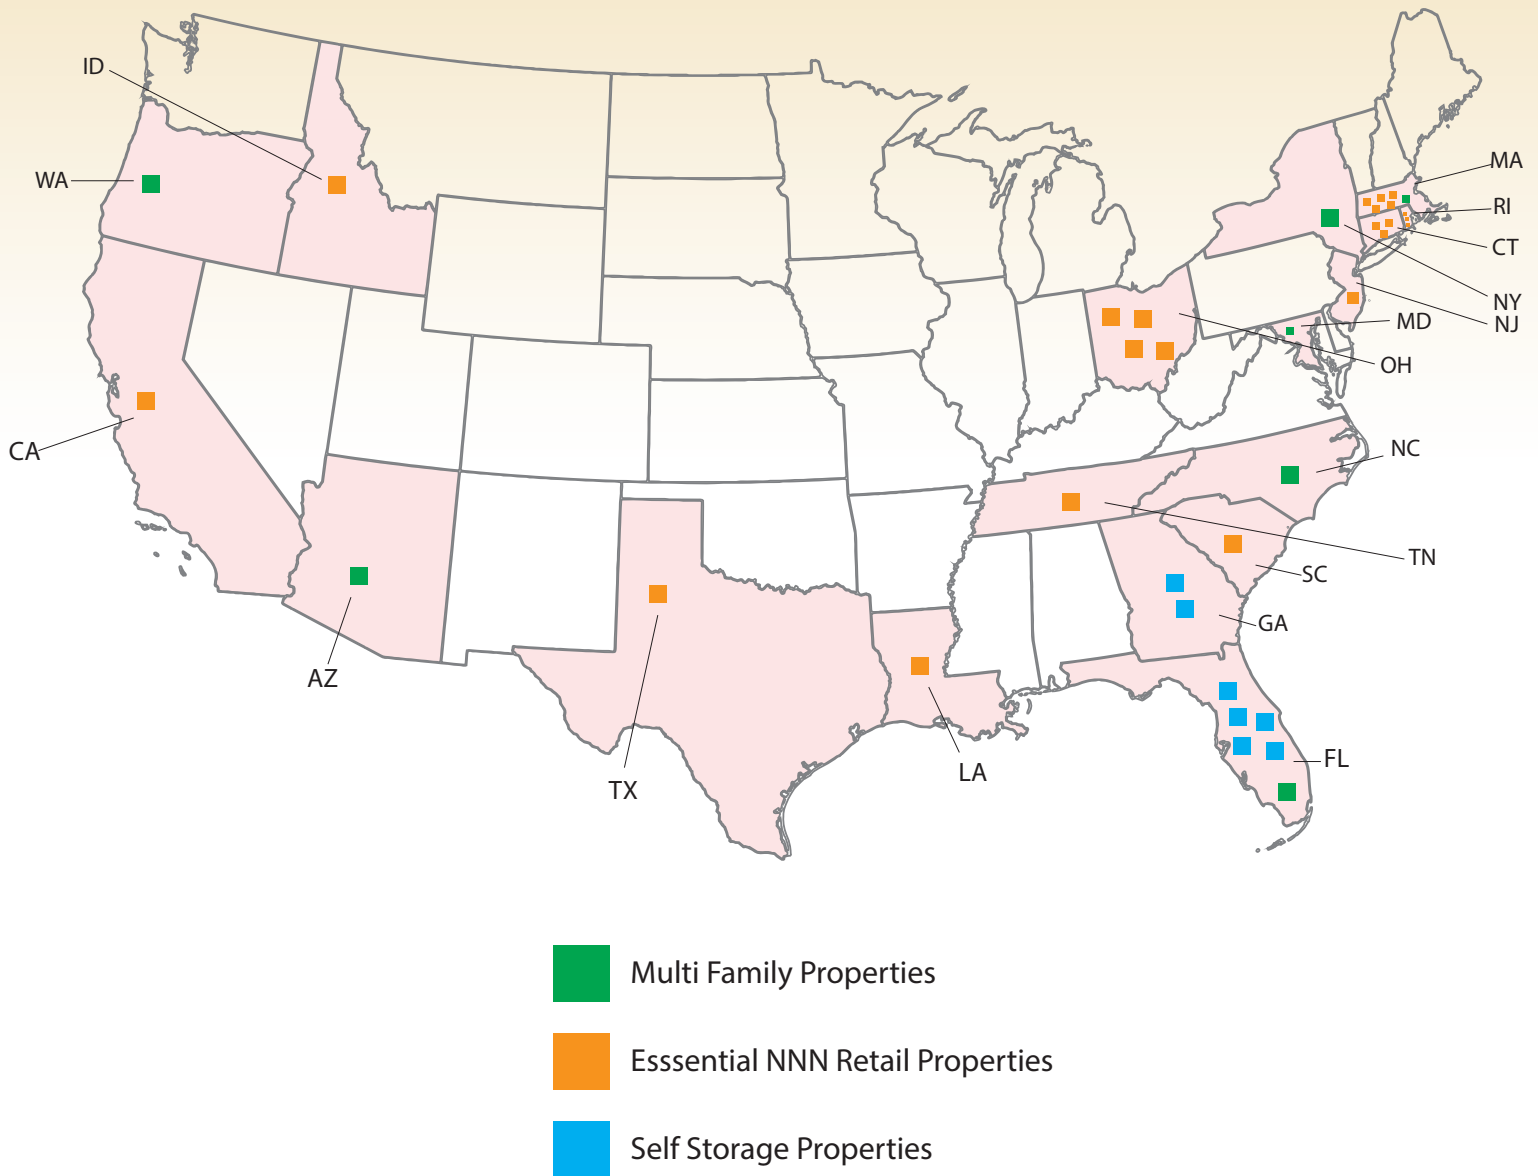 ID
WA
MA
RI
CT
NY
NJ
MD
OH
CA
NC
TN
SC
GA
AZ
FL
LA
TX
Multi Family Properties
Esssential NNN Retail Properties
Self Storage Properties